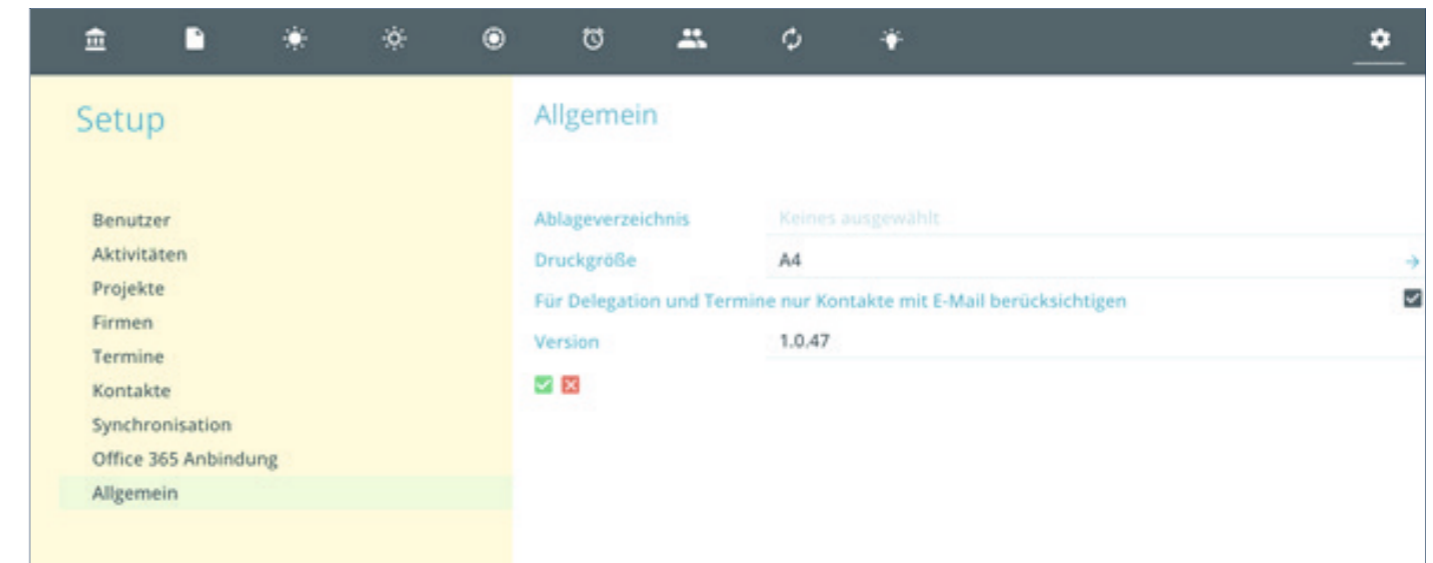 Setup
Benutzer
Aktivitäten
Projekte
Firmen
Termine
Kontakte
Synchronisation
Office 365 Anbindung
Allgemein
Allgemein
Ablageverzeichnis Keines ausgewählt
Druckgröße A4
Für Delegation und Termine nur Kontakte mit E-Mail berücksichtigen
Version 1.0.47